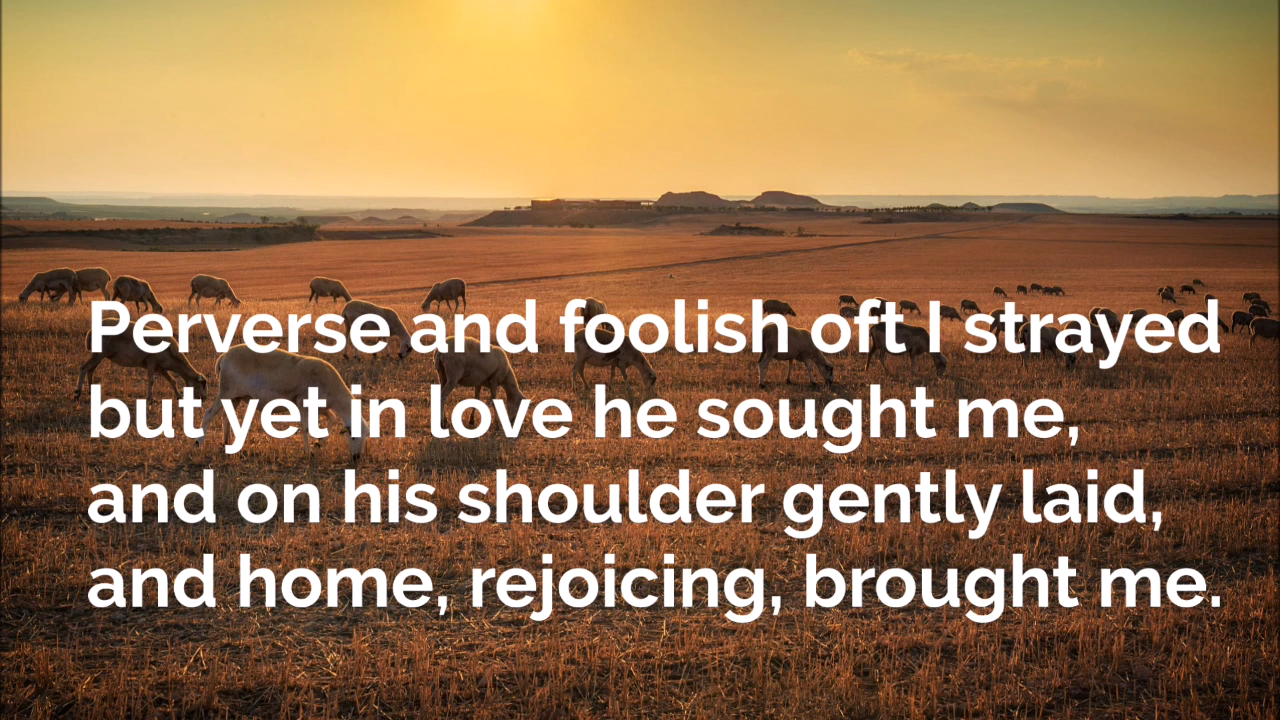 Perverse and foolish oft I strayed
but yet in love he sought me,
and on his shoulder gently laid,
and home, rejoicing, brought me.